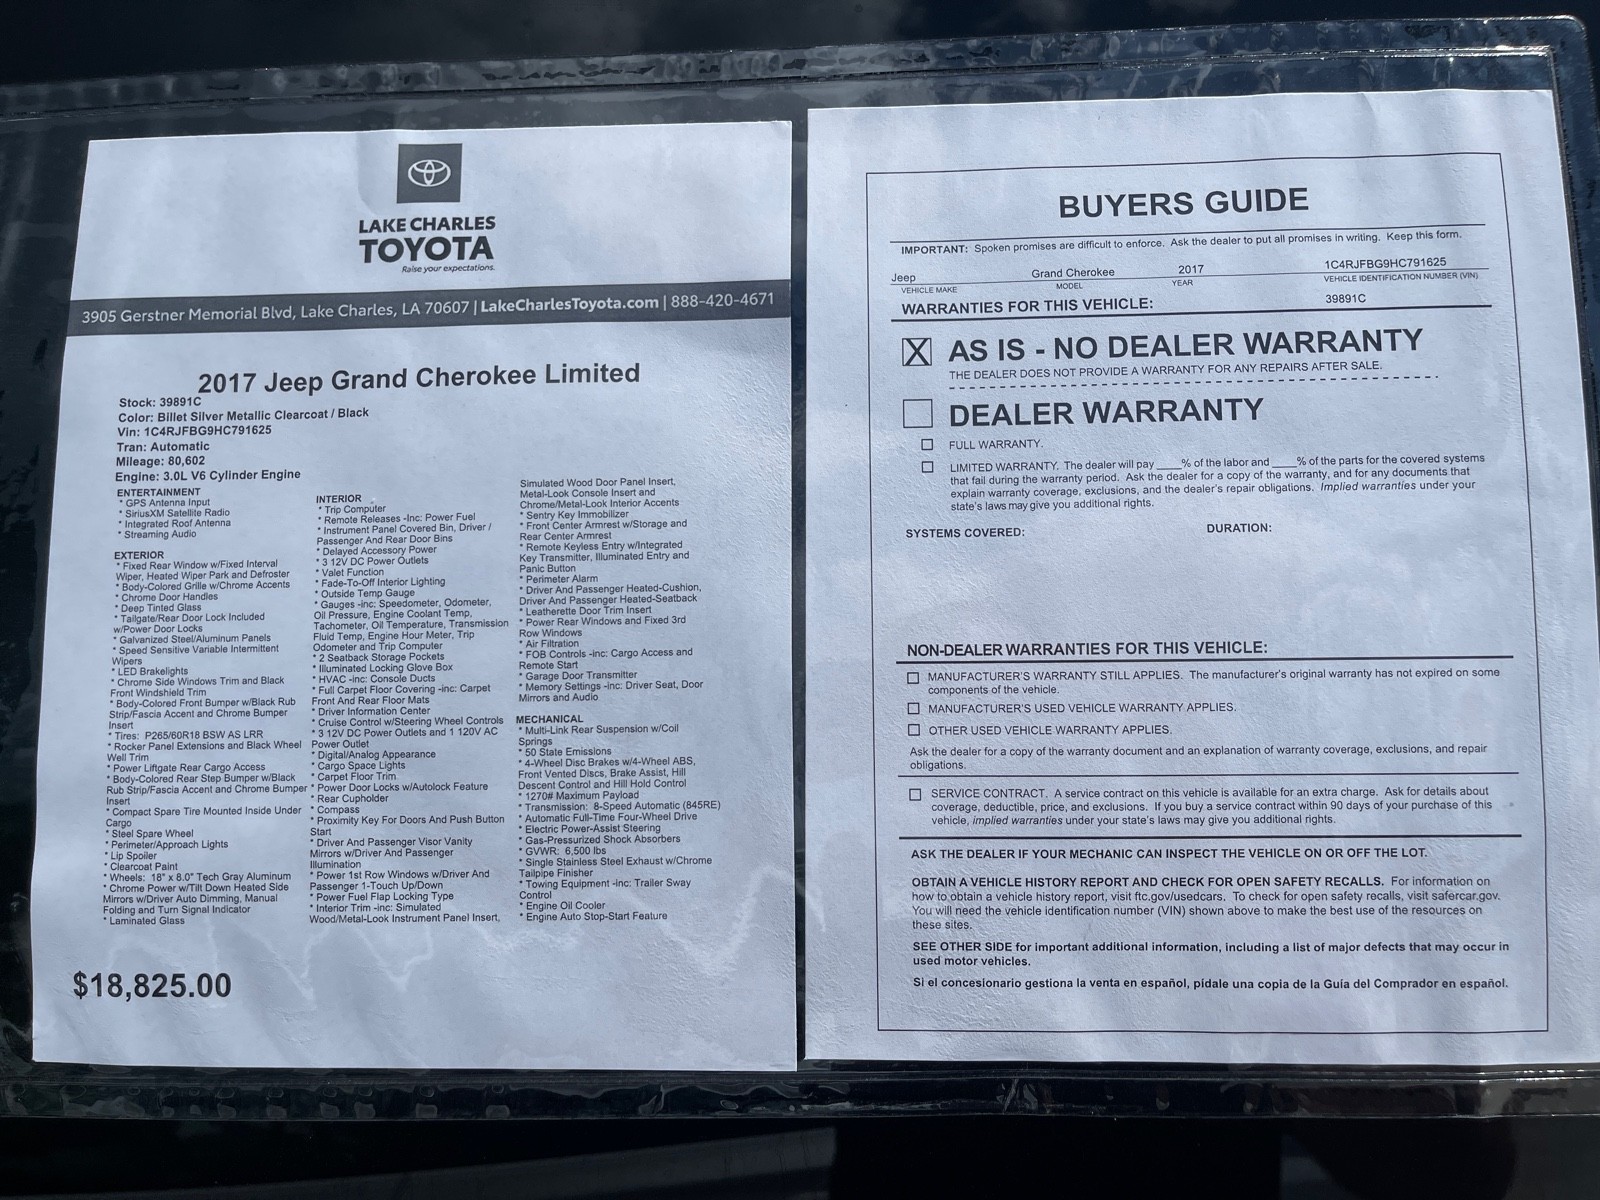 LAKE CHARLES
TOYOTA
Raise your expectations.
3905 Gerstner Memorial Blvd, Lake Charles, LA 70607 | LakeCharlesToyota.com | 888-420-4671
2017 Jeep Grand Cherokee Limited
Stock: 39891C
Color: Billet Silver Metallic Clearcoat / Black
Vin: 1C4RJFBG9HC791625
Tran: Automatic
Mileage: 80,602
Engine: 3.0L V6 Cylinder Engine
ENTERTAINMENT
* GPS Antenna Input
* SiriusXM Satellite Radio
* Integrated Roof Antenna
* Streaming Audio
EXTERIOR
* Fixed Rear Window w/Fixed Interval
Wiper, Heated Wiper Park and Defroster
* Body-Colored Grille w/Chrome Accents
* Chrome Door Handles
* Deep Tinted Glass
* Tailgate/Rear Door Lock Included
w/Power Door Locks
* Galvanized Steel/Aluminum Panels
* Speed Sensitive Variable Intermittent
Wipers
* LED Brakelights
* Chrome Side Windows Trim and Black
Front Windshield Trim
* Body-Colored Front Bumper w/Black Rub
Strip/Fascia Accent and Chrome Bumper
Insert
* Tires: P265/60R18 BSW AS LRR
* Rocker Panel Extensions and Black Wheel
Well Trim
* Power Liftgate Rear Cargo Access
* Body-Colored Rear Step Bumper w/Black
Rub Strip/Fascia Accent and Chrome Bumper
Insert
* Compact Spare Tire Mounted Inside Under
Cargo
* Steel Spare Wheel
* Perimeter/Approach Lights
* Lip Spoiler
* Clearcoat Paint
* Wheels: 18" x 8.0" Tech Gray Aluminum
* Chrome Power w/Tilt Down Heated Side
Mirrors w/Driver Auto Dimming, Manual
Folding and Turn Signal Indicator
* Laminated Glass
INTERIOR
* Trip Computer
* Remote Releases -Inc: Power Fuel
* Instrument Panel Covered Bin, Driver /
Passenger And Rear Door Bins
* Delayed Accessory Power
* 3 12V DC Power Outlets
* Valet Function
* Fade-To-Off Interior Lighting
* Outside Temp Gauge
* Gauges -inc: Speedometer, Odometer,
Oil Pressure, Engine Coolant Temp,
Tachometer, Oil Temperature, Transmission
Fluid Temp, Engine Hour Meter, Trip
Odometer and Trip Computer
* 2 Seatback Storage Pockets
* Illuminated Locking Glove Box
* HVAC -inc: Console Ducts
* Full Carpet Floor Covering -inc: Carpet
Front And Rear Floor Mats
* Driver Information Center
* Cruise Control w/Steering Wheel Controls
* 3 12V DC Power Outlets and 1 120V AC
Power Outlet
* Digital/Analog Appearance
* Cargo Space Lights
* Carpet Floor Trim
* Power Door Locks w/Autolock Feature
* Rear Cupholder
* Compass
* Proximity Key For Doors And Push Button
Start
* Driver And Passenger Visor Vanity
Mirrors w/Driver And Passenger
Illumination
* Power 1st Row Windows w/Driver And
Passenger 1-Touch Up/Down
* Power Fuel Flap Locking Type
* Interior Trim -inc: Simulated
Wood/Metal-Look Instrument Panel Insert,
Simulated Wood Door Panel Insert,
Metal-Look Console Insert and
Chrome/Metal-Look Interior Accents
* Sentry Key Immobilizer
* Front Center Armrest w/Storage and
Rear Center Armrest
* Remote Keyless Entry w/Integrated
Key Transmitter, Illuminated Entry and
Panic Button
* Perimeter Alarm
* Driver And Passenger Heated-Cushion,
Driver And Passenger Heated-Seatback
* Leatherette Door Trim Insert
* Power Rear Windows and Fixed 3rd
Row Windows
* Air Filtration
* FOB Controls -inc: Cargo Access and
Remote Start
* Garage Door Transmitter
* Memory Settings -inc: Driver Seat, Door
Mirrors and Audio
MECHANICAL
* Multi-Link Rear Suspension w/Coil
Springs
* 50 State Emissions
* 4-Wheel Disc Brakes w/4-Wheel ABS,
Front Vented Discs, Brake Assist, Hill
Descent Control and Hill Hold Control
* 1270# Maximum Payload
* Transmission: 8-Speed Automatic (845RE)
* Automatic Full-Time Four-Wheel Drive
* Electric Power-Assist Steering
* Gas-Pressurized Shock Absorbers
* GVWR: 6,500 lbs
* Single Stainless Steel Exhaust w/Chrome
Tailpipe Finisher
* Towing Equipment -inc: Trailer Sway
Control
* Engine Oil Cooler
* Engine Auto Stop-Start Feature
$18,825.00
BUYERS GUIDE
IMPORTANT: Spoken promises are difficult to enforce. Ask the dealer to put all promises in writing. Keep this form.
Jeep Grand Cherokee 2017 1C4RJFBG9HC791625
VEHICLE MAKE MODEL YEAR VEHICLE IDENTIFICATION NUMBER (VIN)
WARRANTIES FOR THIS VEHICLE: 39891C
X AS IS - NO DEALER WARRANTY
THE DEALER DOES NOT PROVIDE A WARRANTY FOR ANY REPAIRS AFTER SALE.
DEALER WARRANTY
FULL WARRANTY.
LIMITED WARRANTY. The dealer will pay ____% of the labor and ____% of the parts for the covered systems
that fail during the warranty period. Ask the dealer for a copy of the warranty, and for any documents that
explain warranty coverage, exclusions, and the dealer's repair obligations. Implied warranties under your
state's laws may give you additional rights.
SYSTEMS COVERED: DURATION:
NON-DEALER WARRANTIES FOR THIS VEHICLE:
MANUFACTURER'S WARRANTY STILL APPLIES. The manufacturer's original warranty has not expired on some
components of the vehicle.
MANUFACTURER'S USED VEHICLE WARRANTY APPLIES.
OTHER USED VEHICLE WARRANTY APPLIES.
Ask the dealer for a copy of the warranty document and an explanation of warranty coverage, exclusions, and repair
obligations.
SERVICE CONTRACT. A service contract on this vehicle is available for an extra charge. Ask for details about
coverage, deductible, price, and exclusions. If you buy a service contract within 90 days of your purchase of this
vehicle, implied warranties under your state's laws may give you additional rights.
ASK THE DEALER IF YOUR MECHANIC CAN INSPECT THE VEHICLE ON OR OFF THE LOT.
OBTAIN A VEHICLE HISTORY REPORT AND CHECK FOR OPEN SAFETY RECALLS. For information on
how to obtain a vehicle history report, visit ftc.gov/usedcars. To check for open safety recalls, visit safercar.gov.
You will need the vehicle identification number (VIN) shown above to make the best use of the resources on
these sites.
SEE OTHER SIDE for important additional information, including a list of major defects that may occur in
used motor vehicles.
Si el concesionario gestiona la venta en español, pídale una copia de la Guía del Comprador en español.